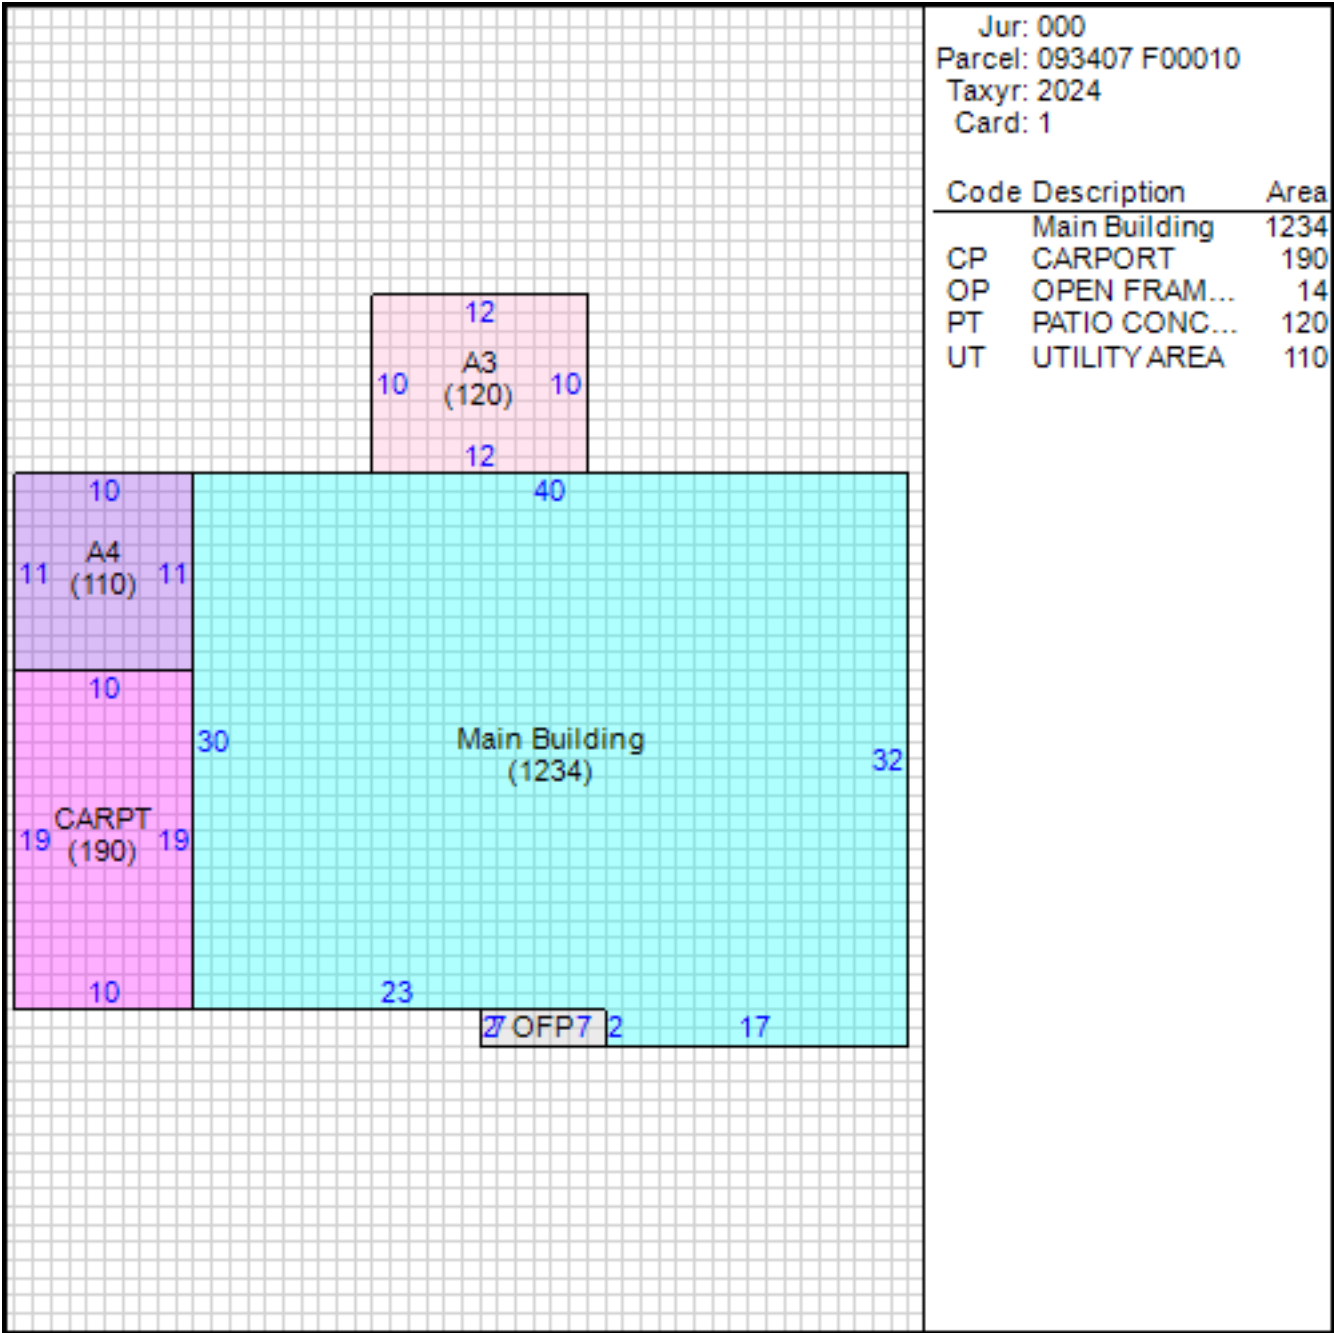 Jur: 000
Parcel: 093407 F00010
Taxyr: 2024
Card: 1
Code Description Area
Main Building 1234
CP CARPORT 190
OP OPEN FRAM... 14
PT PATIO CONC... 120
UT UTILITY AREA 110
12
A3
10 (120) 10
12
10
40
A4
11 (110) 11
10
30
Main Building
(1234)
32
CARPT
19 (190) 19
10
23
27 OFP 7 2
17